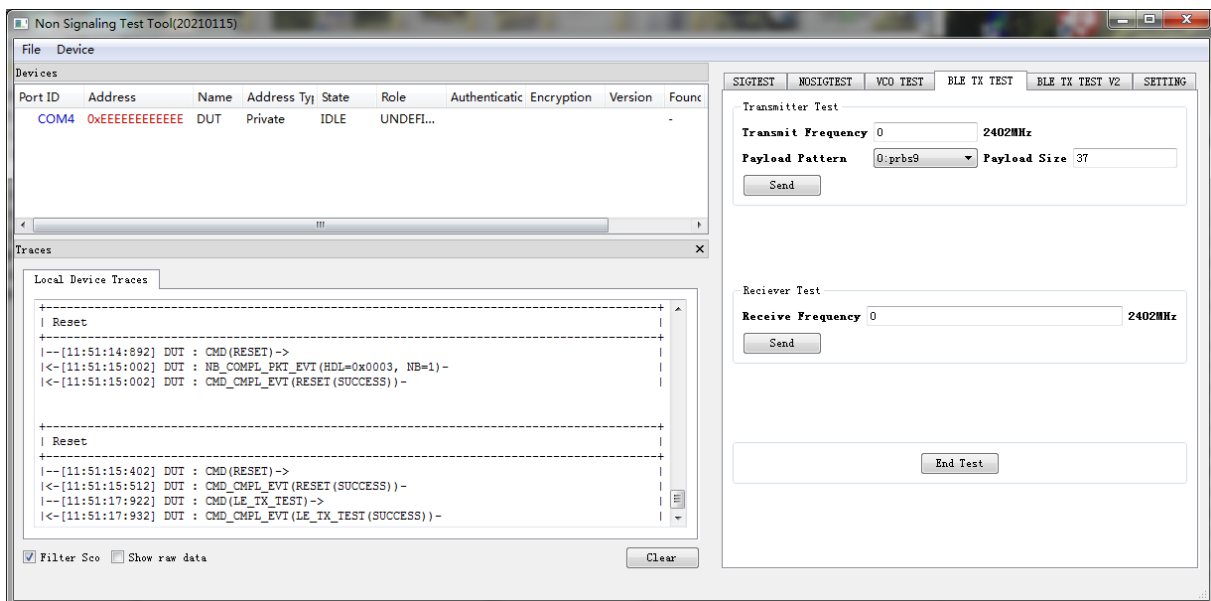 Non Signaling Test Tool(20210115)
File Device
Devices
Port ID Address Name Address Ty State Role Authenticatic Encryption Version Found
COM4 0xEEEEEEEEEEEE DUT Private IDLE UNDEFI... -
Traces
Local Device Traces
+------------------------------------------------------------------------------+
| Reset |
+------------------------------------------------------------------------------+
|--[11:51:14:892] DUT : CMD(RESET)-> |
|<-[11:51:15:002] DUT : NB_COMPL_PKT_EVT(HDL=0x0003, NB=1)- |
|<-[11:51:15:002] DUT : CMD_CMPL_EVT(RESET(SUCCESS))- |
+------------------------------------------------------------------------------+
| Reset |
+------------------------------------------------------------------------------+
|--[11:51:15:402] DUT : CMD(RESET)-> |
|<-[11:51:15:512] DUT : CMD_CMPL_EVT(RESET(SUCCESS))- |
|--[11:51:17:922] DUT : CMD(LE_TX_TEST)-> |
|<-[11:51:17:932] DUT : CMD_CMPL_EVT(LE_TX_TEST(SUCCESS))- |
Filter Sco Show raw data Clear
SIGTEST NOSIGTEST VCO TEST BLE TX TEST BLE TX TEST V2 SETTING
Transmitter Test
Transmit Frequency 0 2402MHz
Payload Pattern 0:prbs9 Payload Size 37
Send
Reciever Test
Receive Frequency 0 2402MHz
Send
End Test